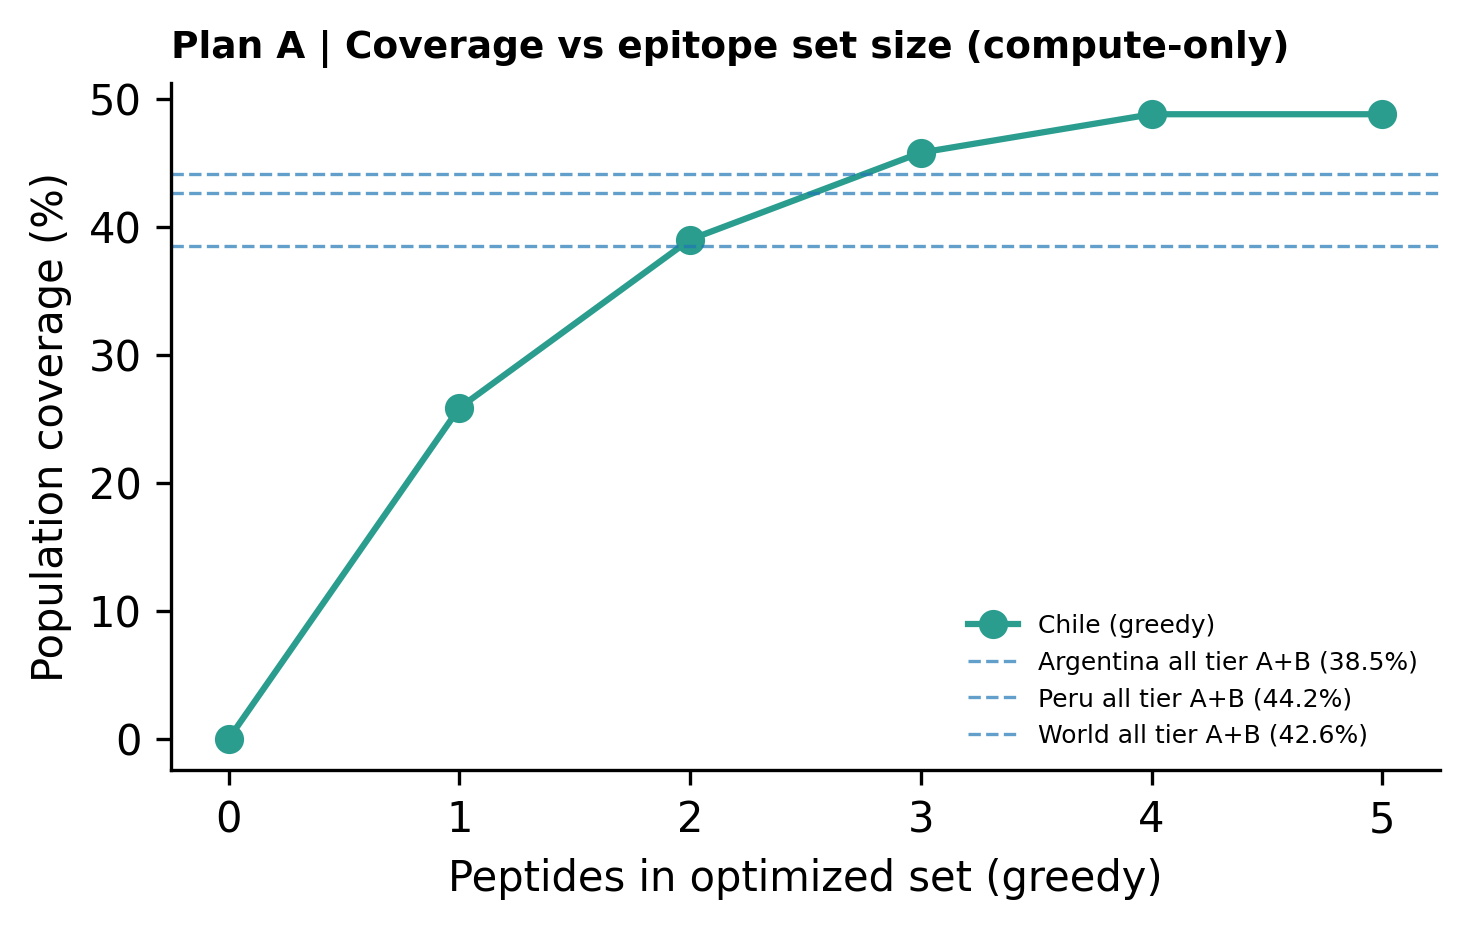 Plan A | Coverage vs epitope set size (compute-only)
Population coverage (%)
50
40
30
20
10
0
Chile (greedy)
Argentina all tier A+B (38.5%)
Peru all tier A+B (44.2%)
World all tier A+B (42.6%)
0 1 2 3 4 5
Peptides in optimized set (greedy)